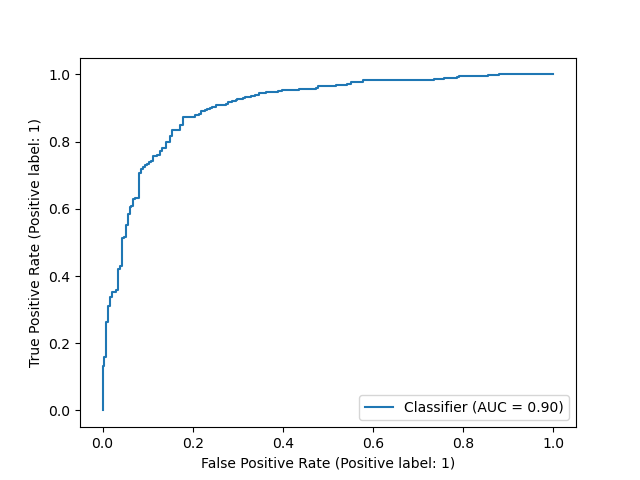 1.0
0.8
0.6
0.4
0.2
0.0
True Positive Rate (Positive label: 1)
Classifier (AUC = 0.90)
0.0 0.2 0.4 0.6 0.8 1.0
False Positive Rate (Positive label: 1)